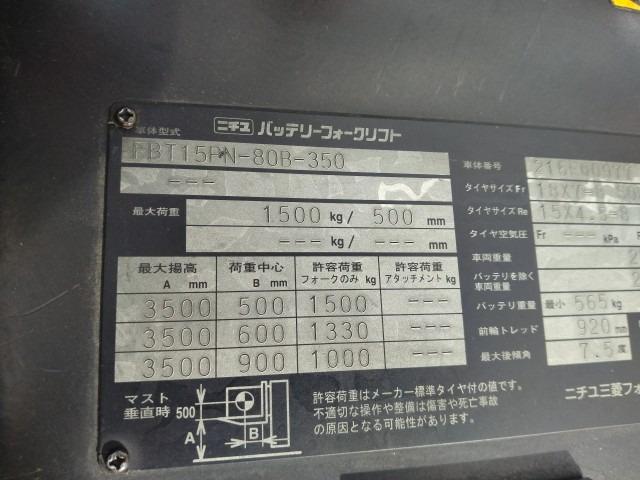 ニチユ バッテリーフォークリフト
車体型式
FBT15PN-80B-350
---
最大荷重
1500 kg/ 500 mm
--- kg/ --- mm
最大揚高 A mm 荷重中心 B mm 許容荷重 フォークのみ kg 許容荷重 アタッチメント kg
3500 500 1500 ---
3500 600 1330 ---
3500 900 1000 ---
マスト
垂直時 500
A
B
許容荷重はメーカー標準タイヤ付の値です。
不適切な操作や整備は傷害や死亡事故
の原因となる可能性があります。
車体番号
タイヤサイズ Fr 18X7-
タイヤサイズ Re 15X4.5-8
タイヤ空気圧 Fr --- kPa
車両重量 2
バッテリを除く
車両重量
バッテリ重量 最小 565 kg
前輪トレッド 920 mm
最大後傾角 7.5 度
ニチユ三菱フォ